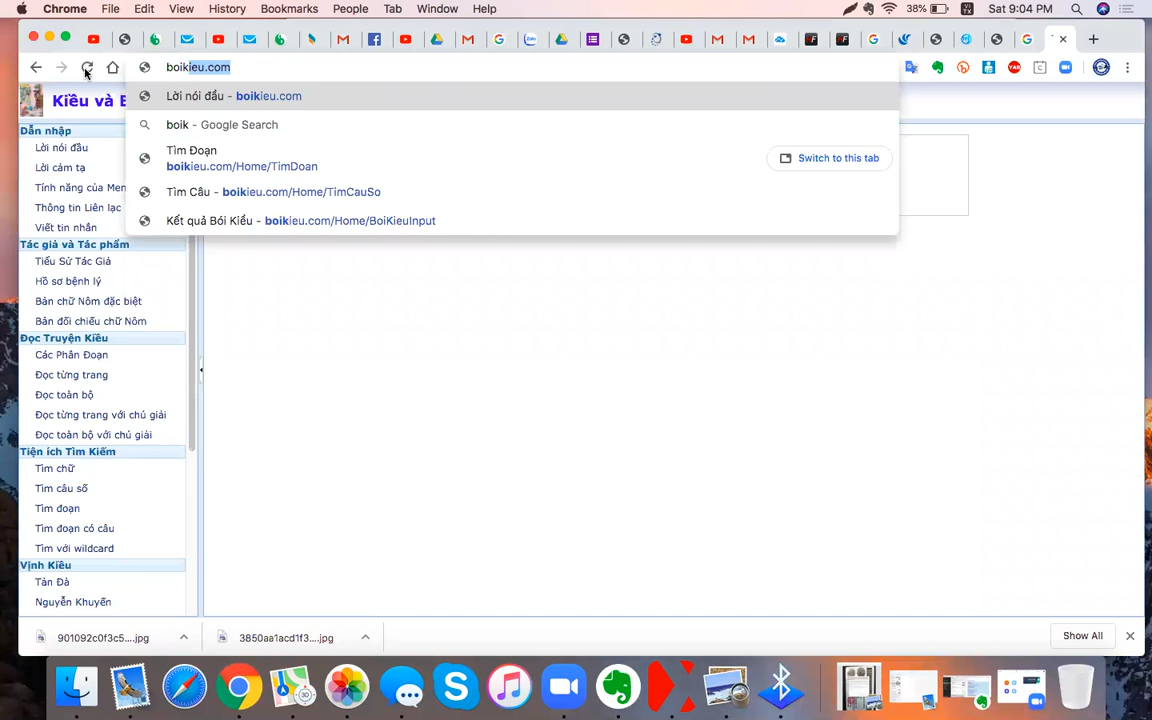 Chrome File Edit View History Bookmarks People Tab Window Help 38% VI TX Sat 9:04 PM
boikieu.com
Kiều và B
Lời nói đầu - boikieu.com
boik - Google Search
Tìm Đoạn
boikieu.com/Home/TimDoan
Switch to this tab
Tìm Câu - boikieu.com/Home/TimCauSo
Kết quả Bói Kiều - boikieu.com/Home/BoiKieuInput
Dẫn nhập
Lời nói đầu
Lời cảm tạ
Tính năng của Men
Thông tin Liên lạc
Viết tin nhắn
Tác giả và Tác phẩm
Tiểu Sử Tác Giả
Hồ sơ bệnh lý
Bản chữ Nôm đặc biệt
Bản đối chiếu chữ Nôm
Đọc Truyện Kiều
Các Phân Đoạn
Đọc từng trang
Đọc toàn bộ
Đọc từng trang với chú giải
Đọc toàn bộ với chú giải
Tiện ích Tìm Kiếm
Tìm chữ
Tìm câu số
Tìm đoạn
Tìm đoạn có câu
Tìm với wildcard
Vịnh Kiều
Tản Đà
Nguyễn Khuyến
901092c0f3c5....jpg
3850aa1acd1f3....jpg
Show All